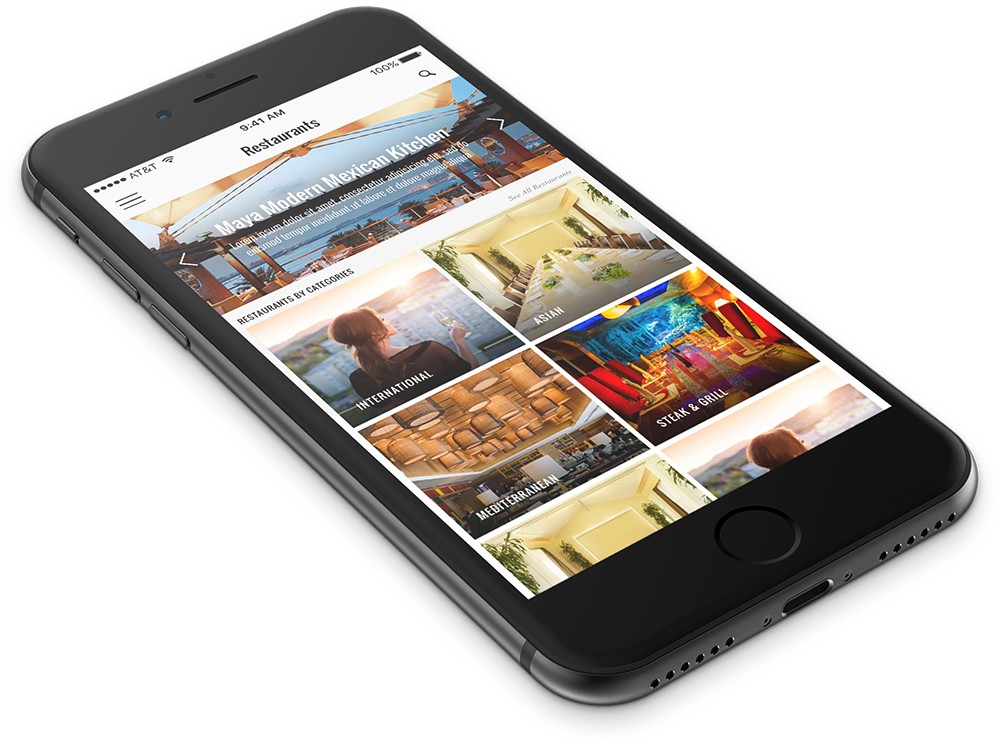 AT&T 9:41 AM 100%
Restaurants
Maya Modern Mexican Kitchen
Lorem ipsum dolor sit amet, consectetur adipisicing elit, sed do
eiusmod tempor incididunt ut labore et dolore magna aliqua.
RESTAURANTS BY CATEGORIES See All Restaurants
INTERNATIONAL
ASIAN
MEDITERRANEAN
STEAK & GRILL